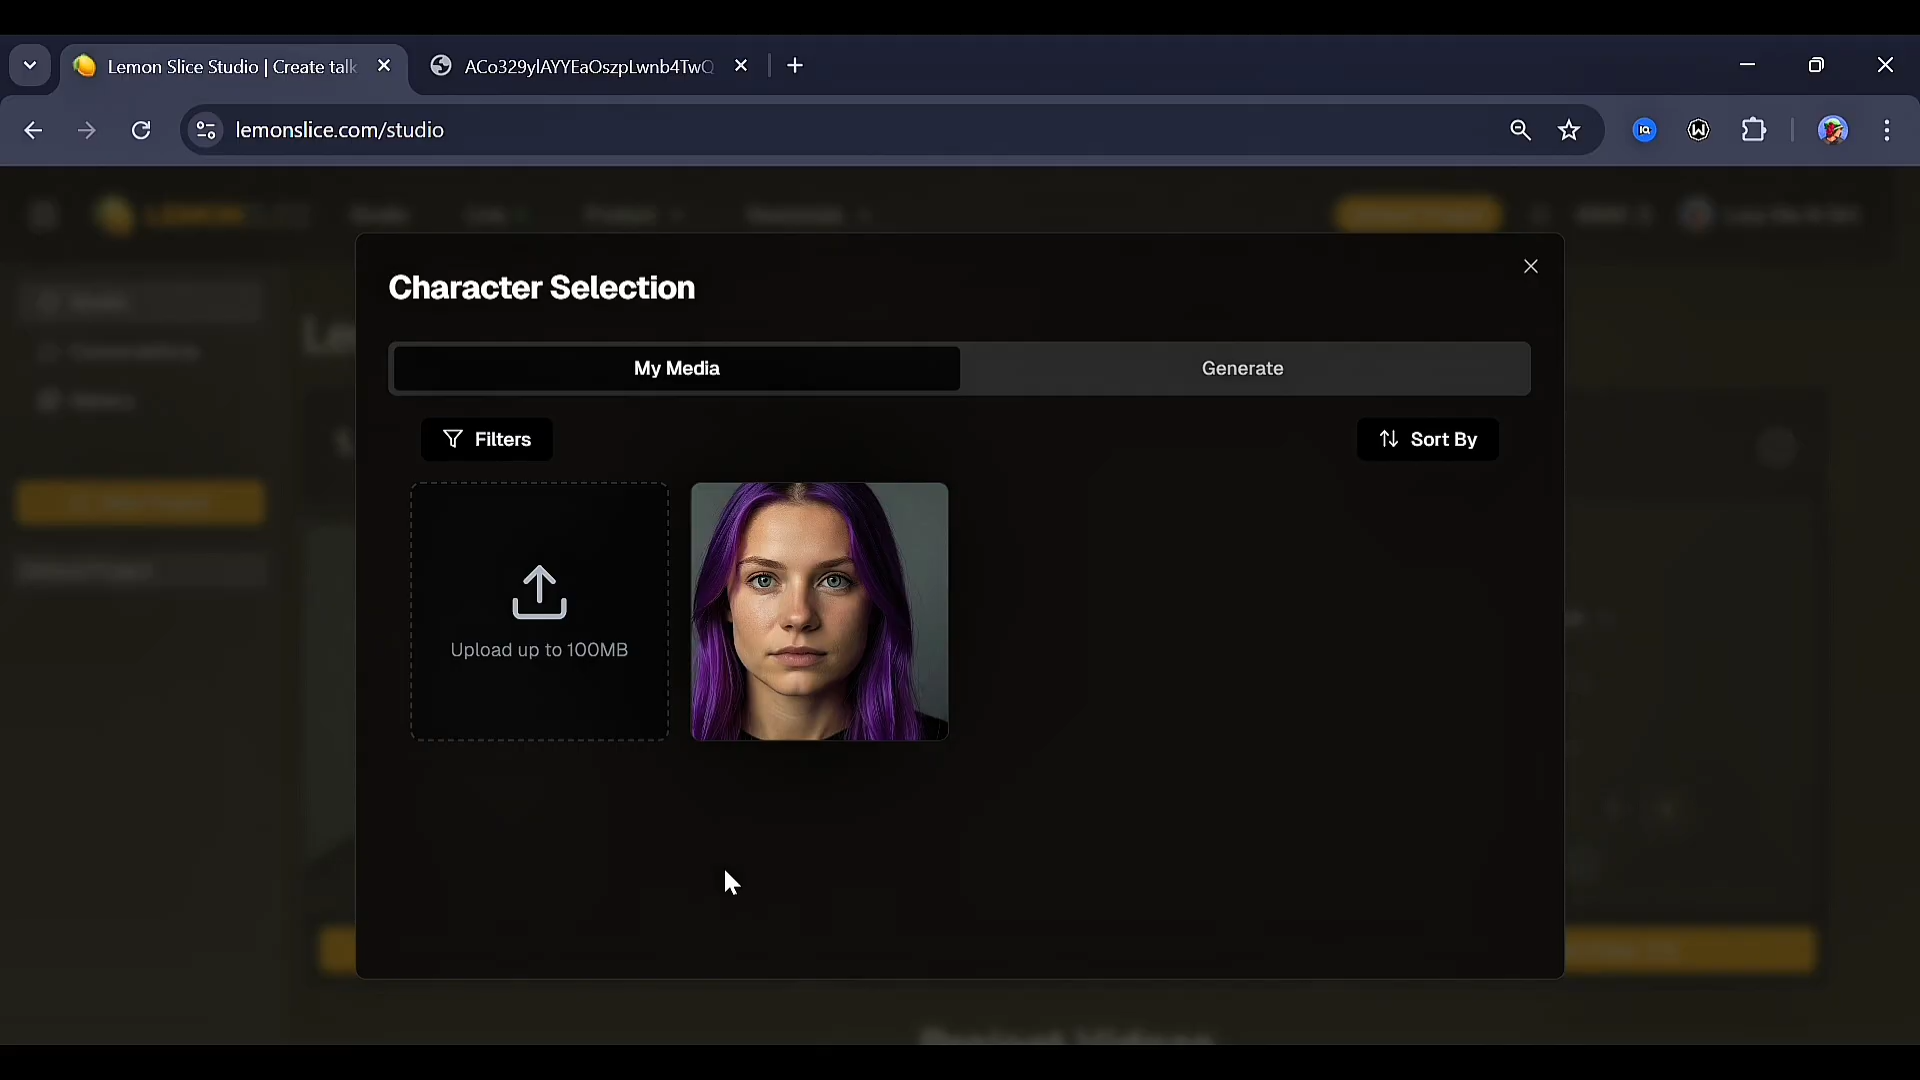 Lemon Slice Studio | Create talk
ACo329ylAYYEaOszpLwnb4TwQ
lemonslice.com/studio
Character Selection
My Media
Generate
Filters
Sort By
Upload up to 100MB